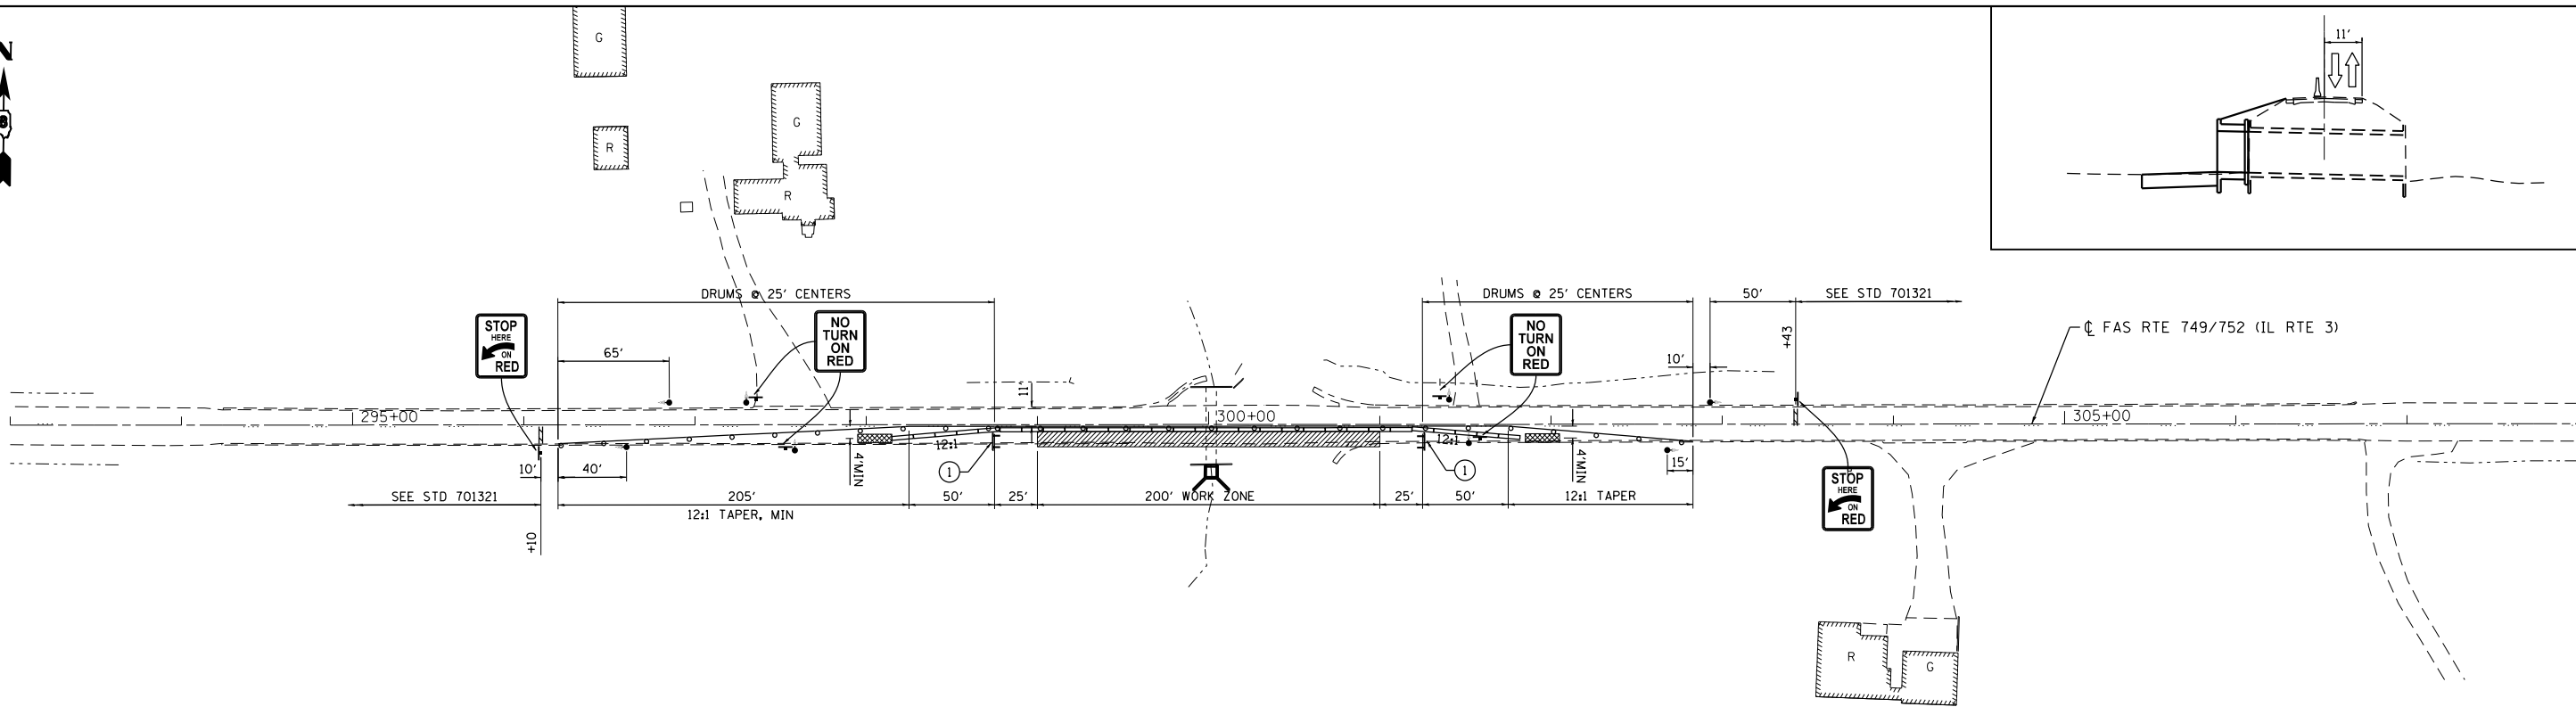 N
G
11'
G
R
R
DRUMS @ 25' CENTERS
DRUMS @ 25' CENTERS
50'
SEE STD 701321
STOP
HERE
ON
RED
NO
TURN
ON
RED
NO
TURN
ON
RED
+43
℄ FAS RTE 749/752 (IL RTE 3)
65'
10'
11'
295+00
300+00
305+00
12:1
12:1
10'
40'
4'MIN
1
1
4'MIN
15'
STOP
HERE
ON
RED
SEE STD 701321
205'
50'
25'
200' WORK ZONE
25'
50'
12:1 TAPER
12:1 TAPER, MIN
+10
R
G